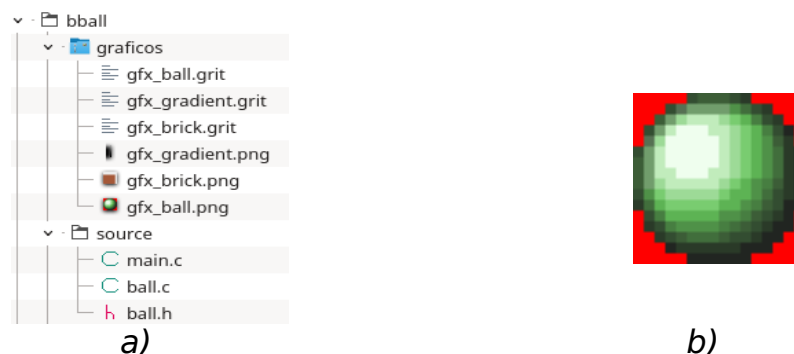 bball
graficos
gfx_ball.grit
gfx_gradient.grit
gfx_brick.grit
gfx_gradient.png
gfx_brick.png
gfx_ball.png
source
main.c
ball.c
ball.h
a)
b)